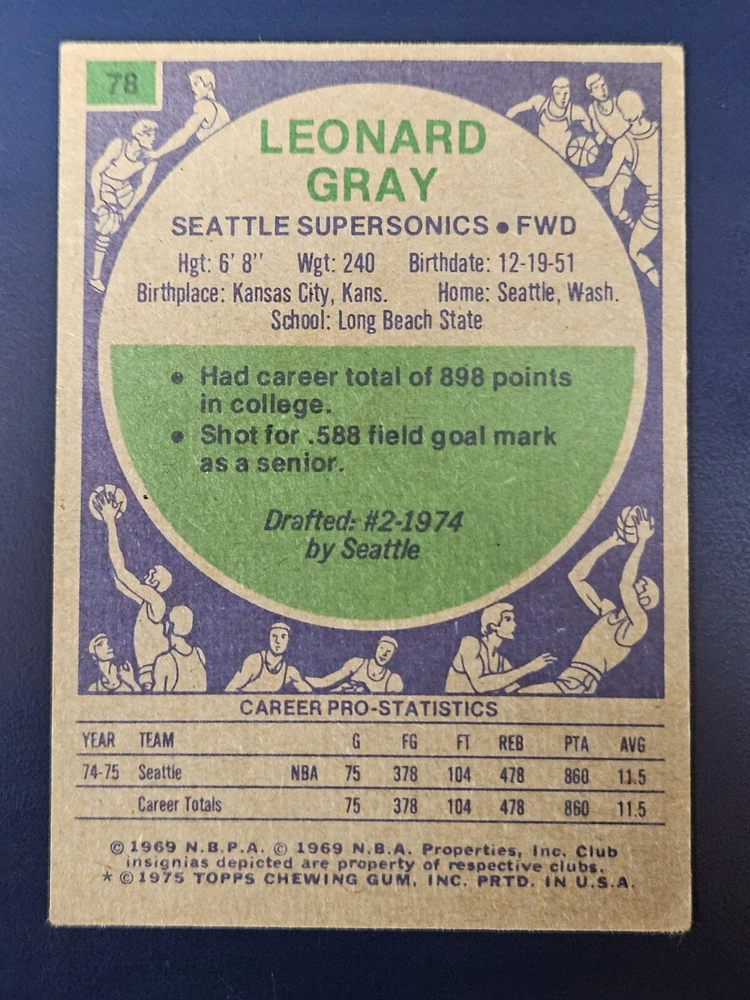 78
LEONARD
GRAY
SEATTLE SUPERSONICS • FWD
Hgt: 6' 8'' Wgt: 240 Birthdate: 12-19-51
Birthplace: Kansas City, Kans. Home: Seattle, Wash.
School: Long Beach State
• Had career total of 898 points
in college.
• Shot for .588 field goal mark
as a senior.
Drafted: #2-1974
by Seattle
CAREER PRO-STATISTICS
YEAR TEAM G FG FT REB PTA AVG
74-75 Seattle NBA 75 378 104 478 860 11.5
Career Totals 75 378 104 478 860 11.5
© 1969 N.B.P.A. © 1969 N.B.A. Properties, Inc. Club
insignias depicted are property of respective clubs.
* © 1975 TOPPS CHEWING GUM, INC. PRTD. IN U.S.A.